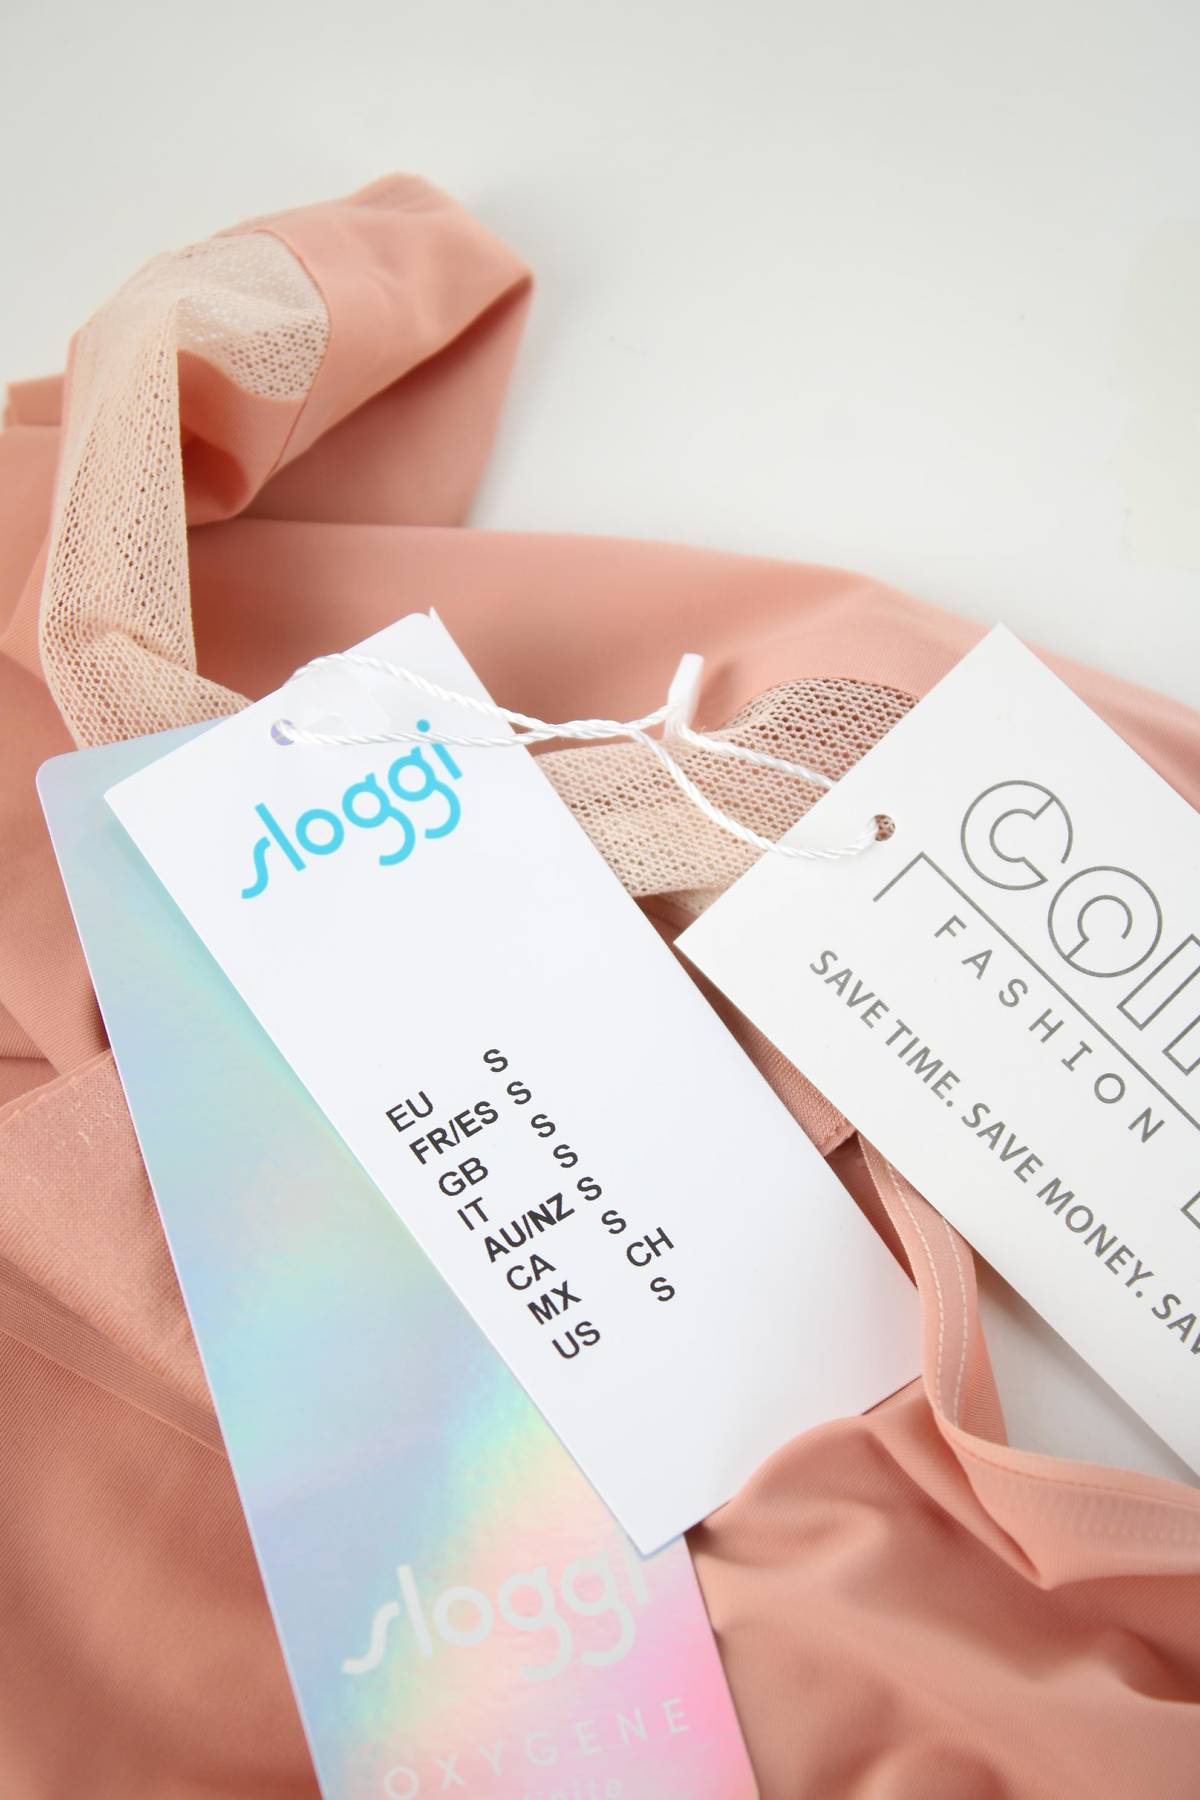 sloggi
EU S
FR/ES S
GB S
IT S
AU/NZ S
CA S
MX CH
US S
sloggi
OXYGENE
FASHION
SAVE TIME. SAVE MONEY.